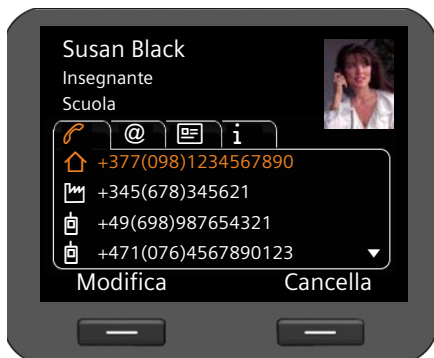 Susan Black
Insegnante
Scuola
@ i
+377(098)1234567890
+345(678)345621
+49(698)987654321
+471(076)4567890123
Modifica Cancella